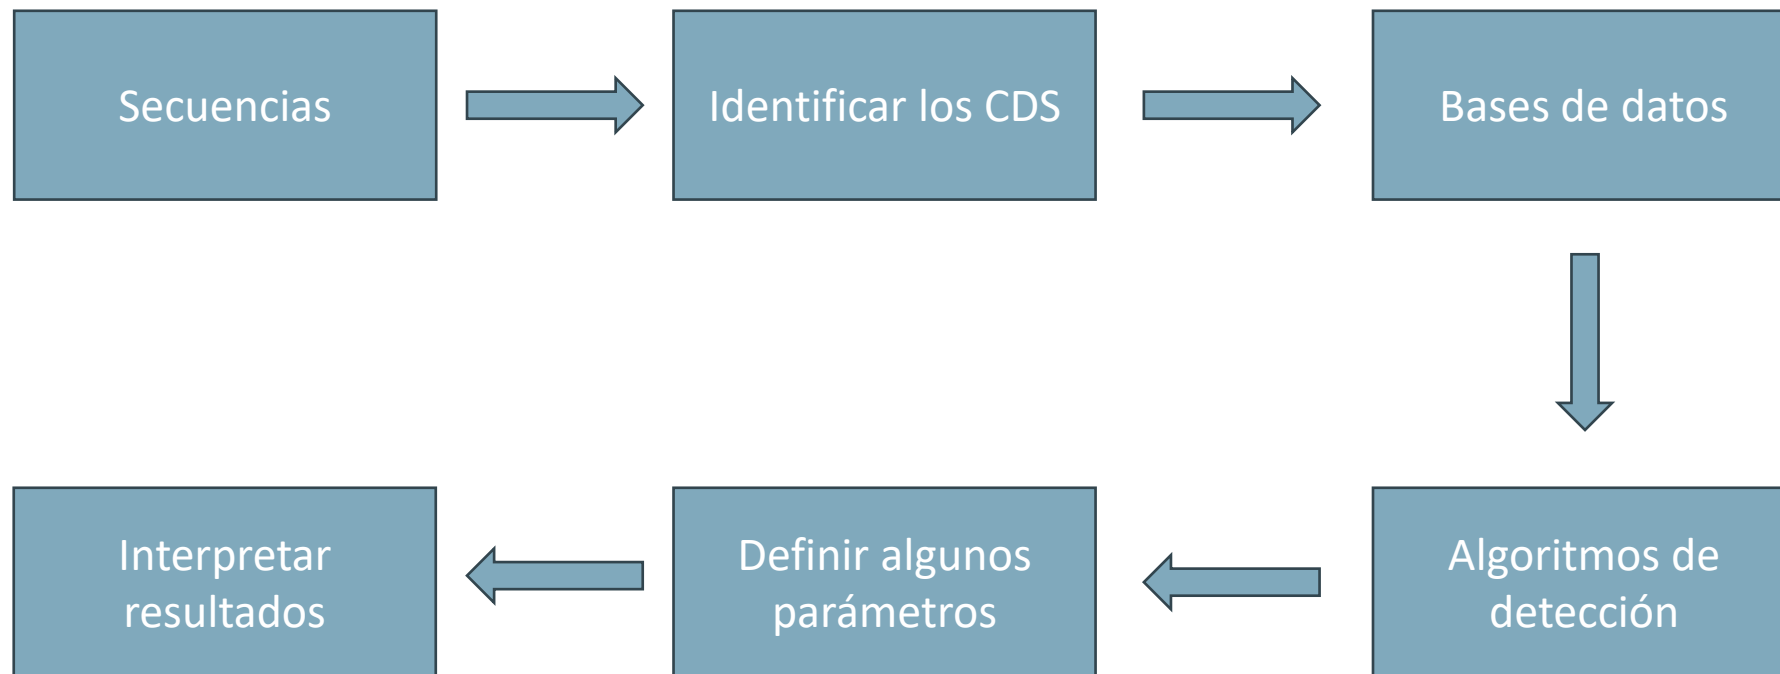 Secuencias
Identificar los CDS
Bases de datos
Algoritmos de
detección
Definir algunos
parámetros
Interpretar
resultados